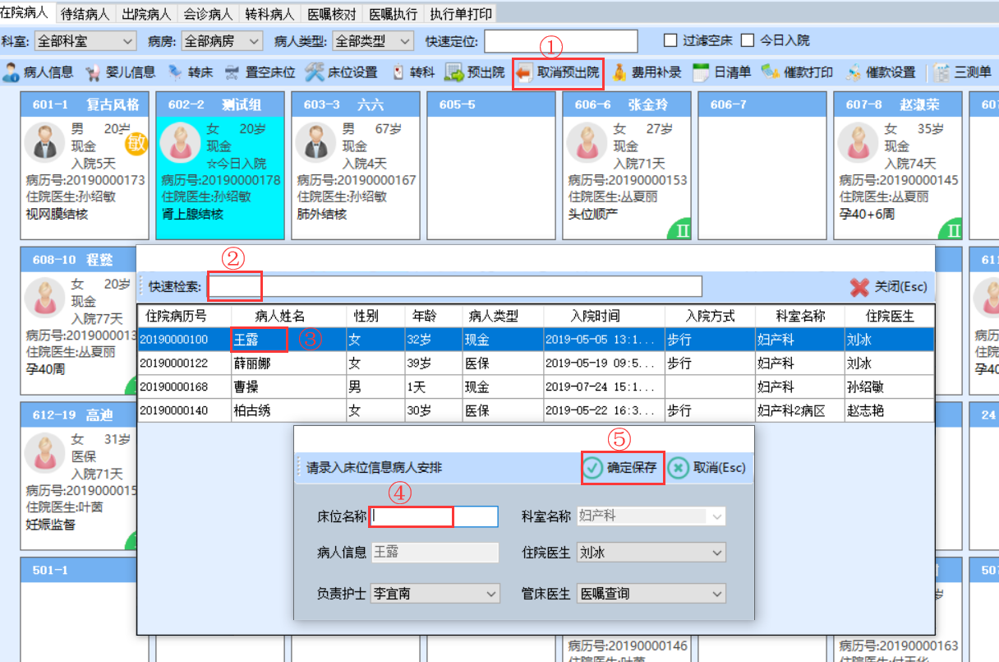 在院病人 待结病人 出院病人 会诊病人 转科病人 医嘱核对 医嘱执行 执行单打印
科室: 全部科室 病房: 全部病房 病人类型: 全部类型 快速定位: 过滤空床 今日入院
①
病人信息 婴儿信息 转床 置空床位 床位设置 转科 预出院 取消预出院 费用补录 日清单 催款打印 催款设置 三测单
601-1 复古风格
男 20岁
现金
敏
入院5天
病历号:20190000173
住院医生:孙绍敏
视网膜结核
602-2 测试组
女 20岁
现金
☆今日入院
病历号:20190000178
住院医生:孙绍敏
肾上腺结核
603-3 六六
男 67岁
现金
入院4天
病历号:20190000167
住院医生:孙绍敏
肺外结核
605-5
606-6 张金玲
女 27岁
现金
入院71天
病历号:20190000153
住院医生:丛夏丽
头位顺产
II
606-7
607-8 赵淑荣
女 35岁
现金
入院74天
病历号:20190000145
住院医生:丛夏丽
孕40+6周
II
607
608-10 程懿
女 20岁
现金
入院77天
病历号:2019000013
住院医生:丛夏丽
孕40周
611
病历
住院
孕40
612-19 高迪
女 31岁
医保
入院71天
病历号:2019000015
住院医生:叶茵
妊娠监督
24
501-1
507
②
快速检索: 关闭(Esc)
住院病历号 病人姓名 性别 年龄 病人类型 入院时间 入院方式 科室名称 住院医生
20190000100 王露 ③ 女 32岁 现金 2019-05-05 13:1... 步行 妇产科 刘冰
20190000122 薛丽娜 女 39岁 医保 2019-05-19 09:5... 步行 妇产科 刘冰
20190000168 曹操 男 1天 现金 2019-07-24 15:1... 妇产科 孙绍敏
20190000140 柏古绣 女 30岁 医保 2019-05-22 16:3... 步行 妇产科2病区 赵志艳
⑤
请录入床位信息病人安排 确定保存 取消(Esc)
④
床位名称 科室名称 妇产科
病人信息 王露 住院医生 刘冰
负责护士 李宜南 管床医生 医嘱查询
病历号:20190000146
住院医生:叶茵
病历号:20190000163